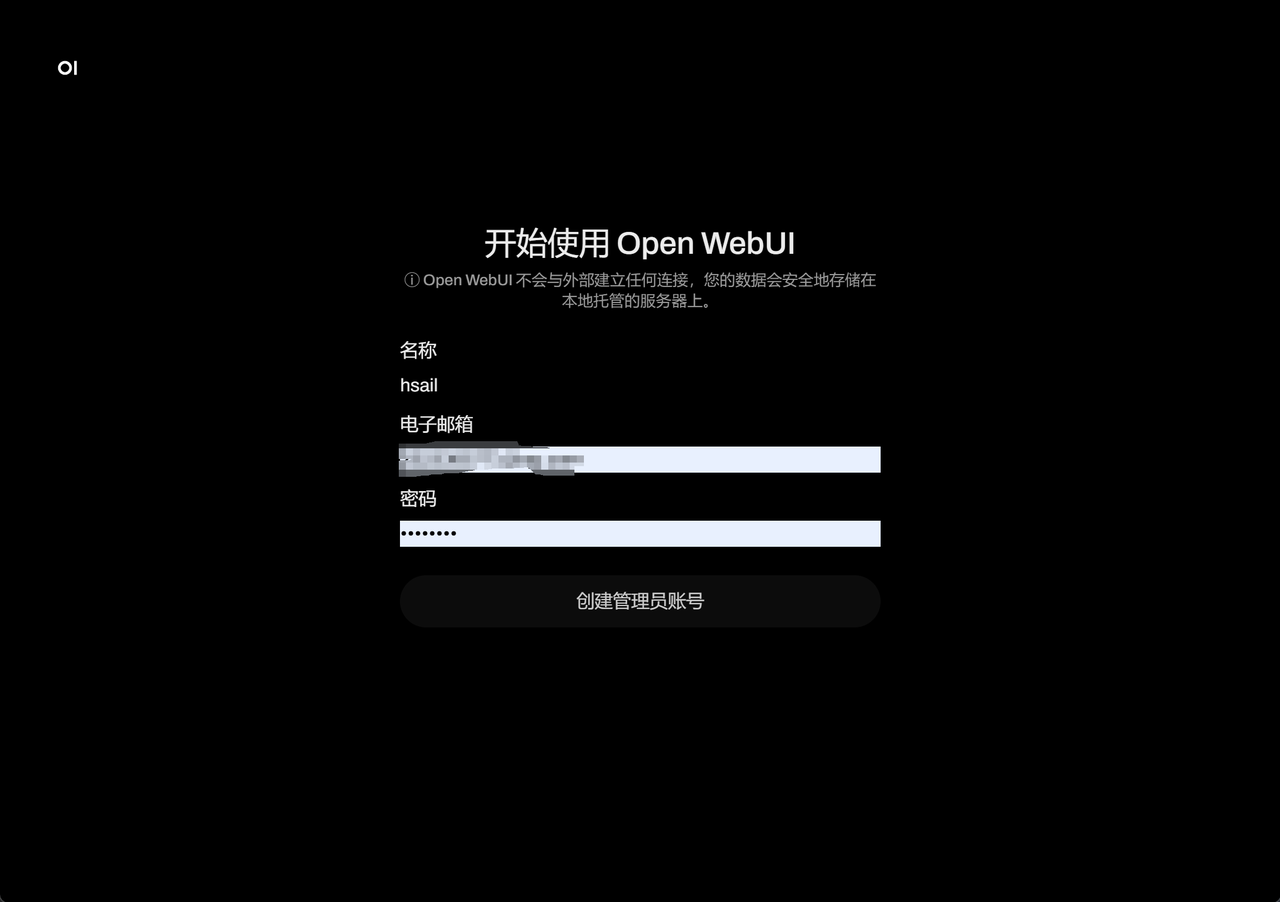 OI
开始使用 Open WebUI
ⓘ Open WebUI 不会与外部建立任何连接，您的数据会安全地存储在
本地托管的服务器上。
名称
hsail
电子邮箱
密码
••••••••
创建管理员账号